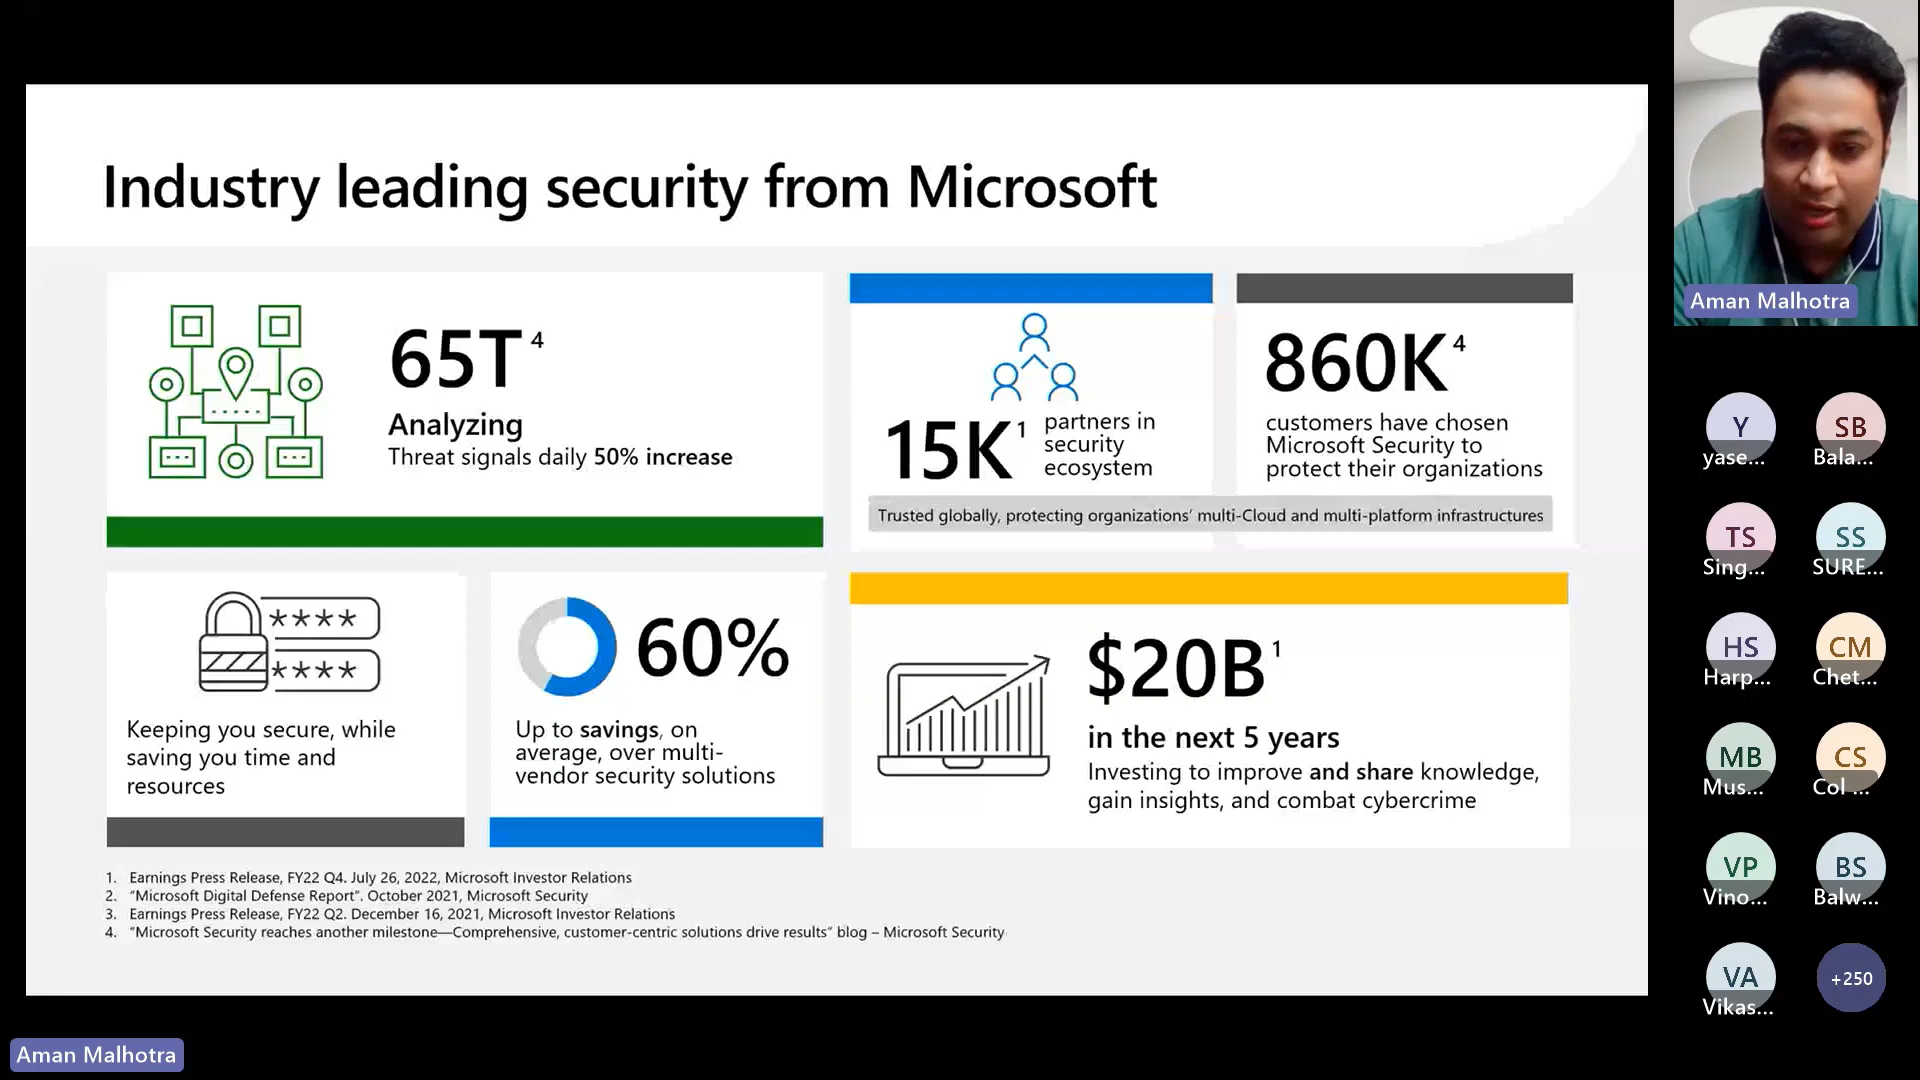 Industry leading security from Microsoft
65T4
Analyzing
Threat signals daily 50% increase
15K1
partners in
security
ecosystem
860K4
customers have chosen
Microsoft Security to
protect their organizations
Trusted globally, protecting organizations' multi-Cloud and multi-platform infrastructures
****
****
Keeping you secure, while
saving you time and
resources
60%
Up to savings, on
average, over multi-
vendor security solutions
$20B1
in the next 5 years
Investing to improve and share knowledge,
gain insights, and combat cybercrime
1. Earnings Press Release, FY22 Q4. July 26, 2022, Microsoft Investor Relations
2. "Microsoft Digital Defense Report". October 2021, Microsoft Security
3. Earnings Press Release, FY22 Q2. December 16, 2021, Microsoft Investor Relations
4. "Microsoft Security reaches another milestone—Comprehensive, customer-centric solutions drive results" blog – Microsoft Security
Aman Malhotra
Aman Malhotra
Y
yase...
SB
Bala...
TS
Sing...
SS
SURE...
HS
Harp...
CM
Chet...
MB
Mus...
CS
Col ...
VP
Vino...
BS
Balw...
VA
Vikas...
+250